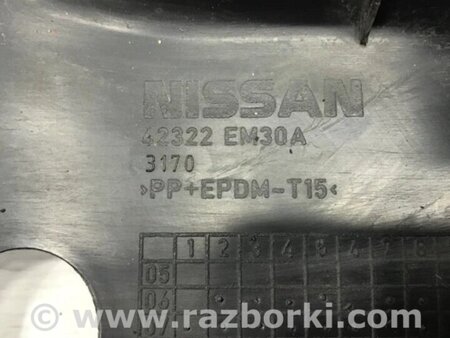 NISSAN
42322 EM30A
3170
>PP+EPDM-T15<
1 2 3 4 5 6 7 8
05
06
07
© www.razborki.com